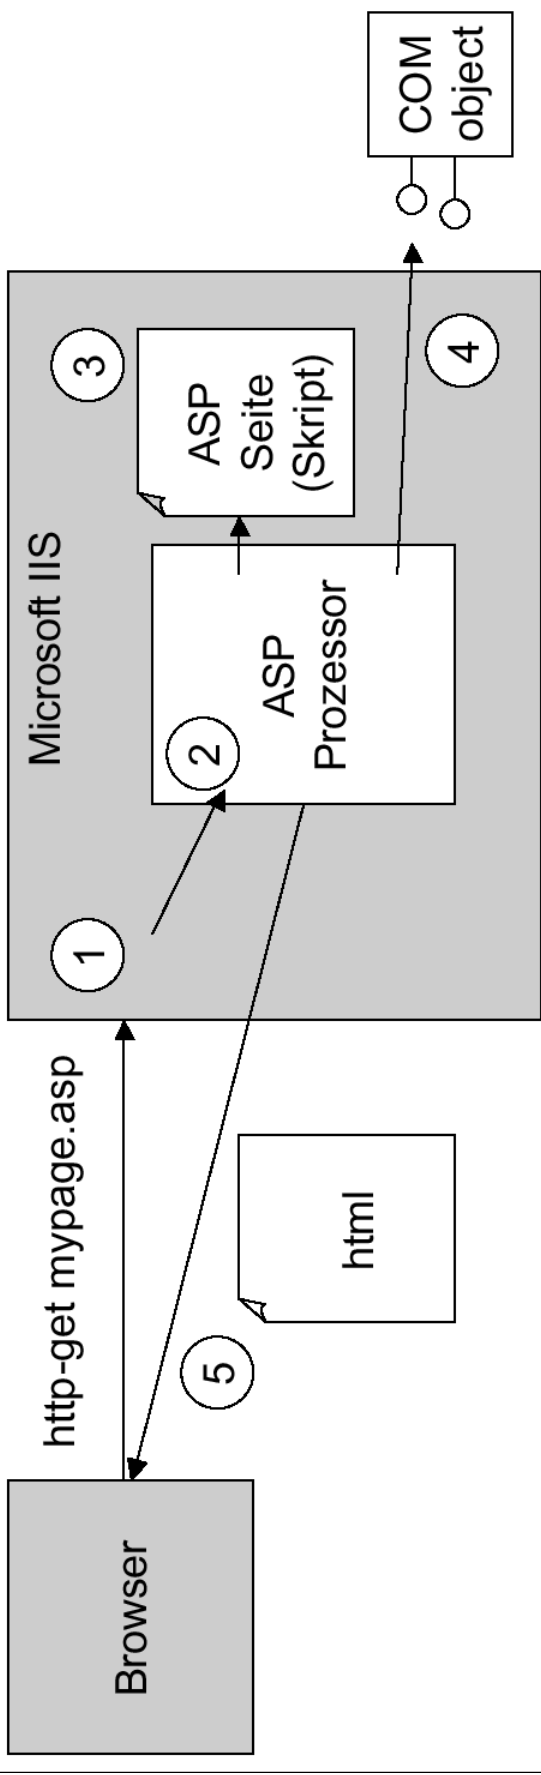 Browser
http-get mypage.asp
Microsoft IIS
1
2
ASP
Prozessor
3
ASP
Seite
(Skript)
4
COM
object
5
html